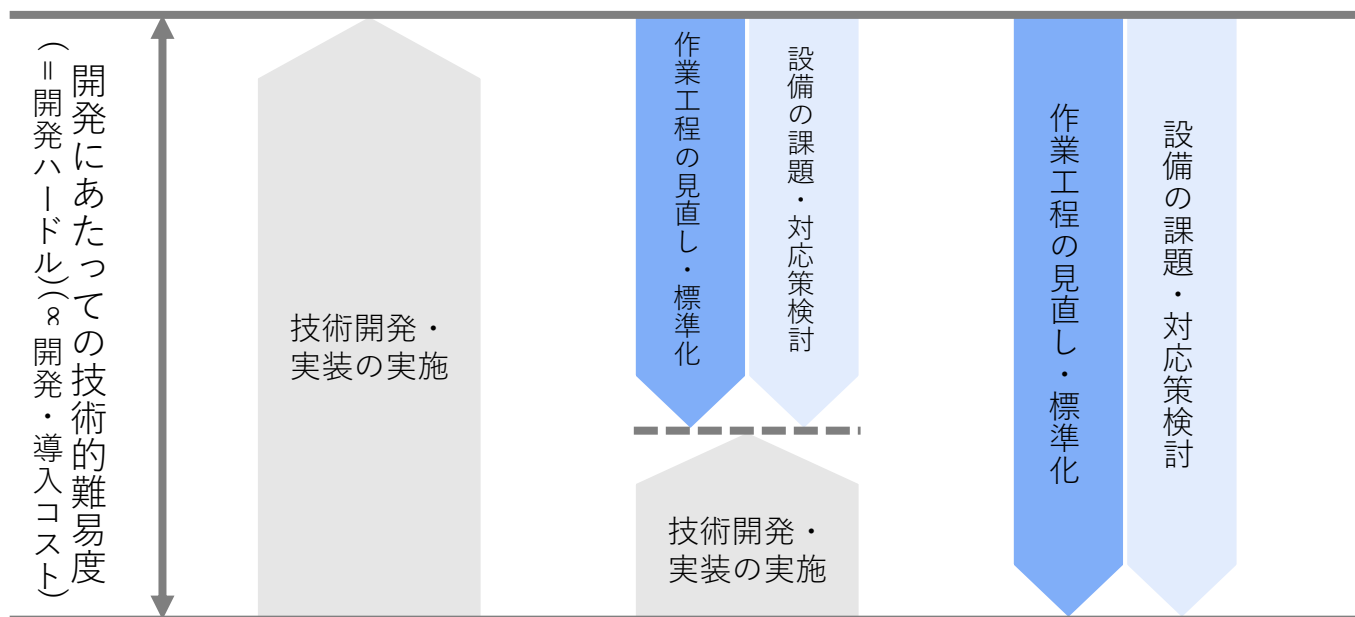 開発にあたっての技術的難易度
(=開発ハードル)(∝開発・導入コスト)
技術開発・
実装の実施
作業工程の見直し・標準化
設備の課題・対応策検討
技術開発・
実装の実施
作業工程の見直し・標準化
設備の課題・対応策検討